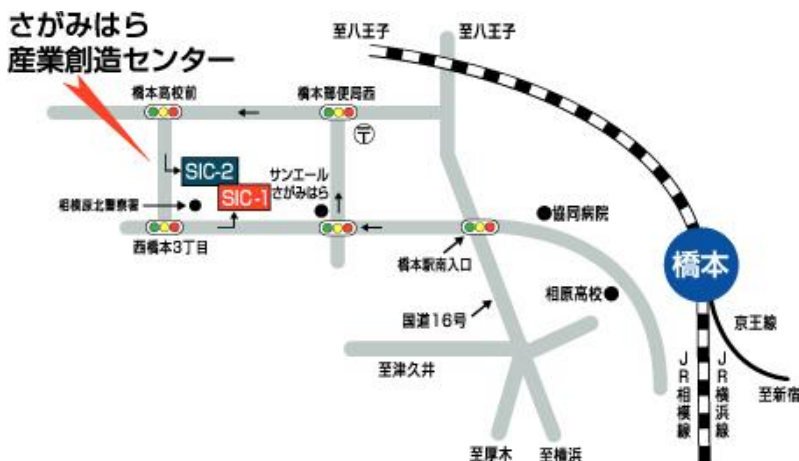 さがみはら
産業創造センター
至八王子
至八王子
橋本高校前
橋本郵便局西
〒
SIC-2
サンエール
さがみはら
SIC-1
相模原北警察署
協同病院
西橋本3丁目
橋本駅南入口
橋本
相原高校
国道16号
京王線
至津久井
JR相模線
JR横浜線
至新宿
至厚木
至横浜